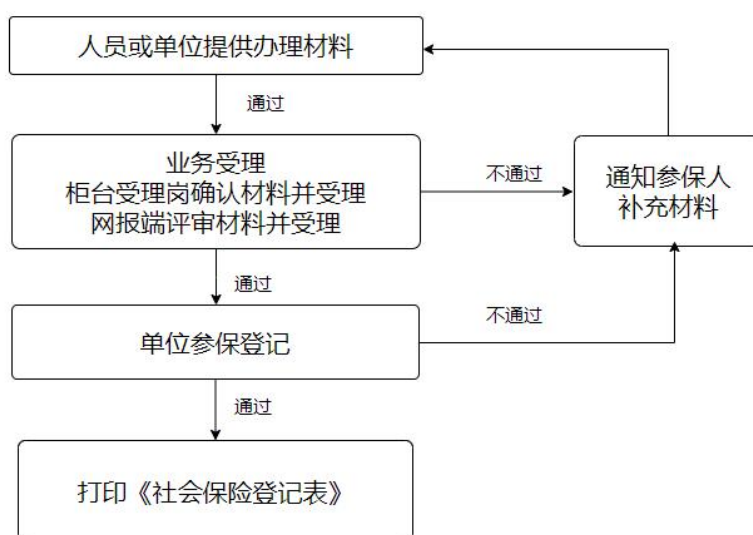 人员或单位提供办理材料
通过
业务受理
柜台受理岗确认材料并受理
网报端评审材料并受理
不通过
通知参保人
补充材料
通过
单位参保登记
不通过
通过
打印《社会保险登记表》